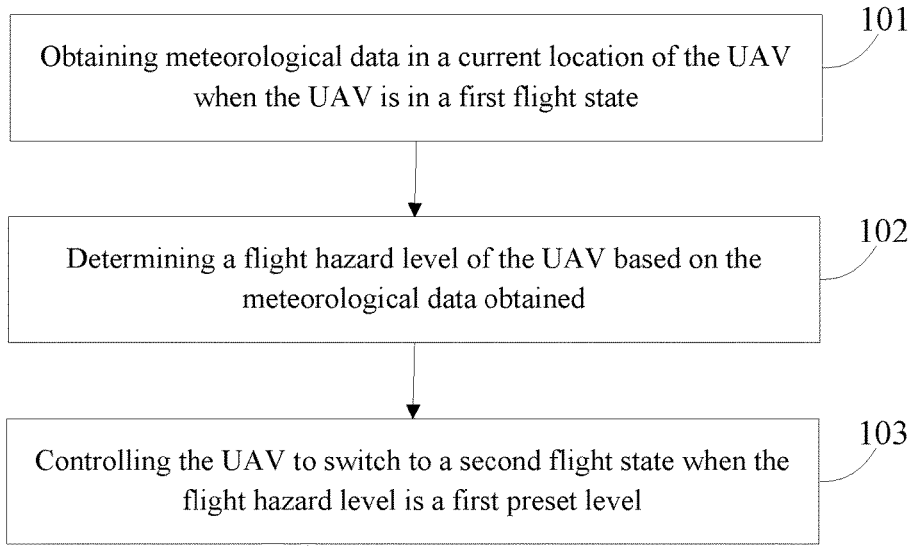 101
Obtaining meteorological data in a current location of the UAV
when the UAV is in a first flight state
102
Determining a flight hazard level of the UAV based on the
meteorological data obtained
103
Controlling the UAV to switch to a second flight state when the
flight hazard level is a first preset level